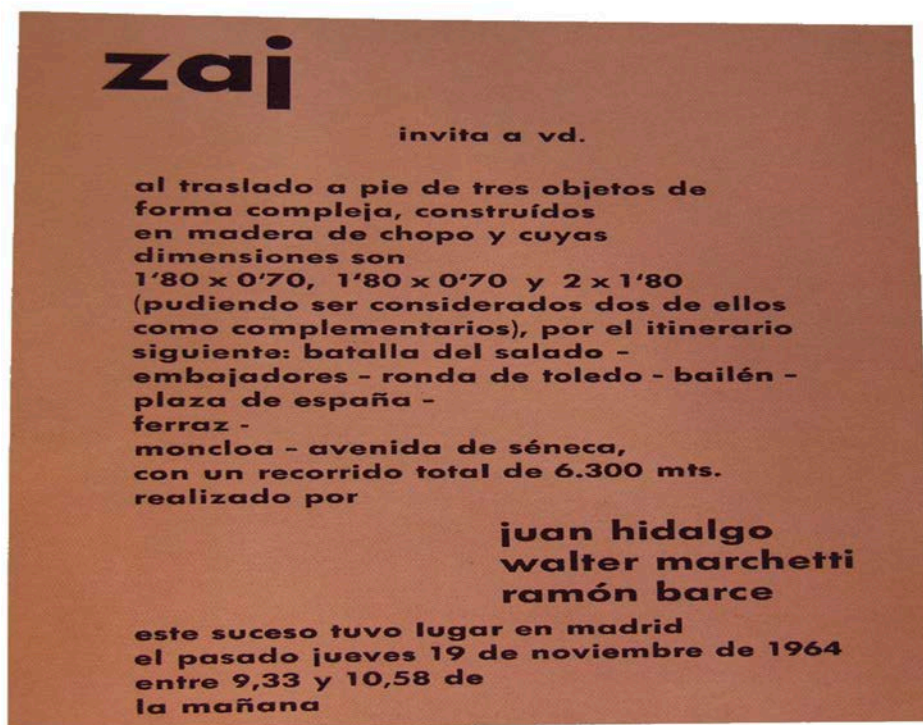 zaj
invita a vd.
al traslado a pie de tres objetos de
forma compleja, construídos
en madera de chopo y cuyas
dimensiones son
1'80 x 0'70, 1'80 x 0'70 y 2 x 1'80
(pudiendo ser considerados dos de ellos
como complementarios), por el itinerario
siguiente: batalla del salado –
embajadores – ronda de toledo - bailén –
plaza de españa –
ferraz -
moncloa – avenida de séneca,
con un recorrido total de 6.300 mts.
realizado por
juan hidalgo
walter marchetti
ramón barce
este suceso tuvo lugar en madrid
el pasado jueves 19 de noviembre de 1964
entre 9,33 y 10,58 de
la mañana